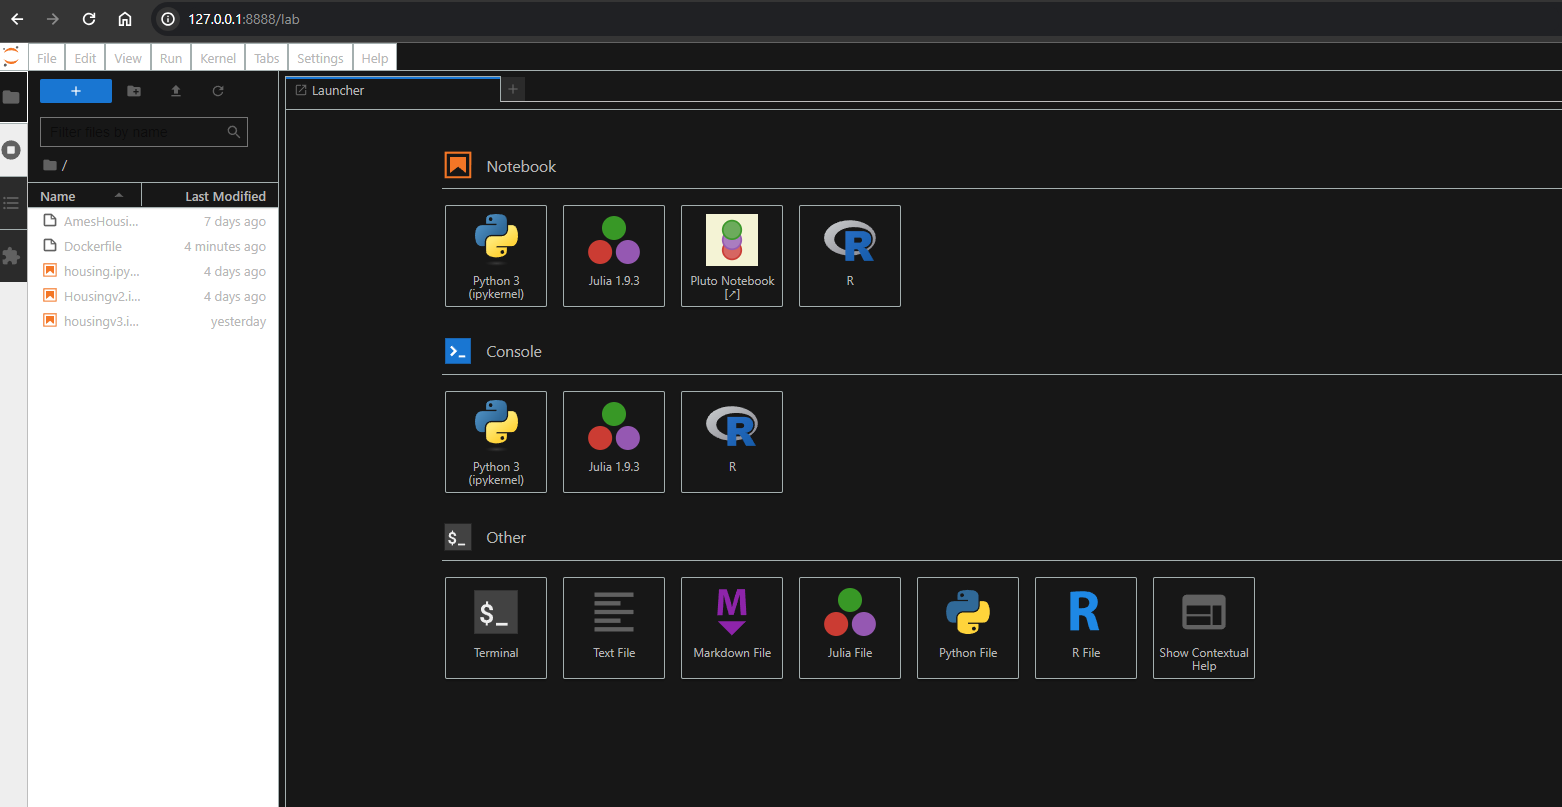 127.0.0.1:8888/lab
File Edit View Run Kernel Tabs Settings Help
+
Launcher
+
Filter files by name
/
Name Last Modified
AmesHousi... 7 days ago
Dockerfile 4 minutes ago
housing.ipy... 4 days ago
Housingv2.i... 4 days ago
housingv3.i... yesterday
Notebook
Python 3
(ipykernel)
Julia 1.9.3
Pluto Notebook
[↗]
R
Console
Python 3
(ipykernel)
Julia 1.9.3
R
$_ Other
$_
Terminal
Text File
M
Markdown File
Julia File
Python File
R
R File
Show Contextual
Help